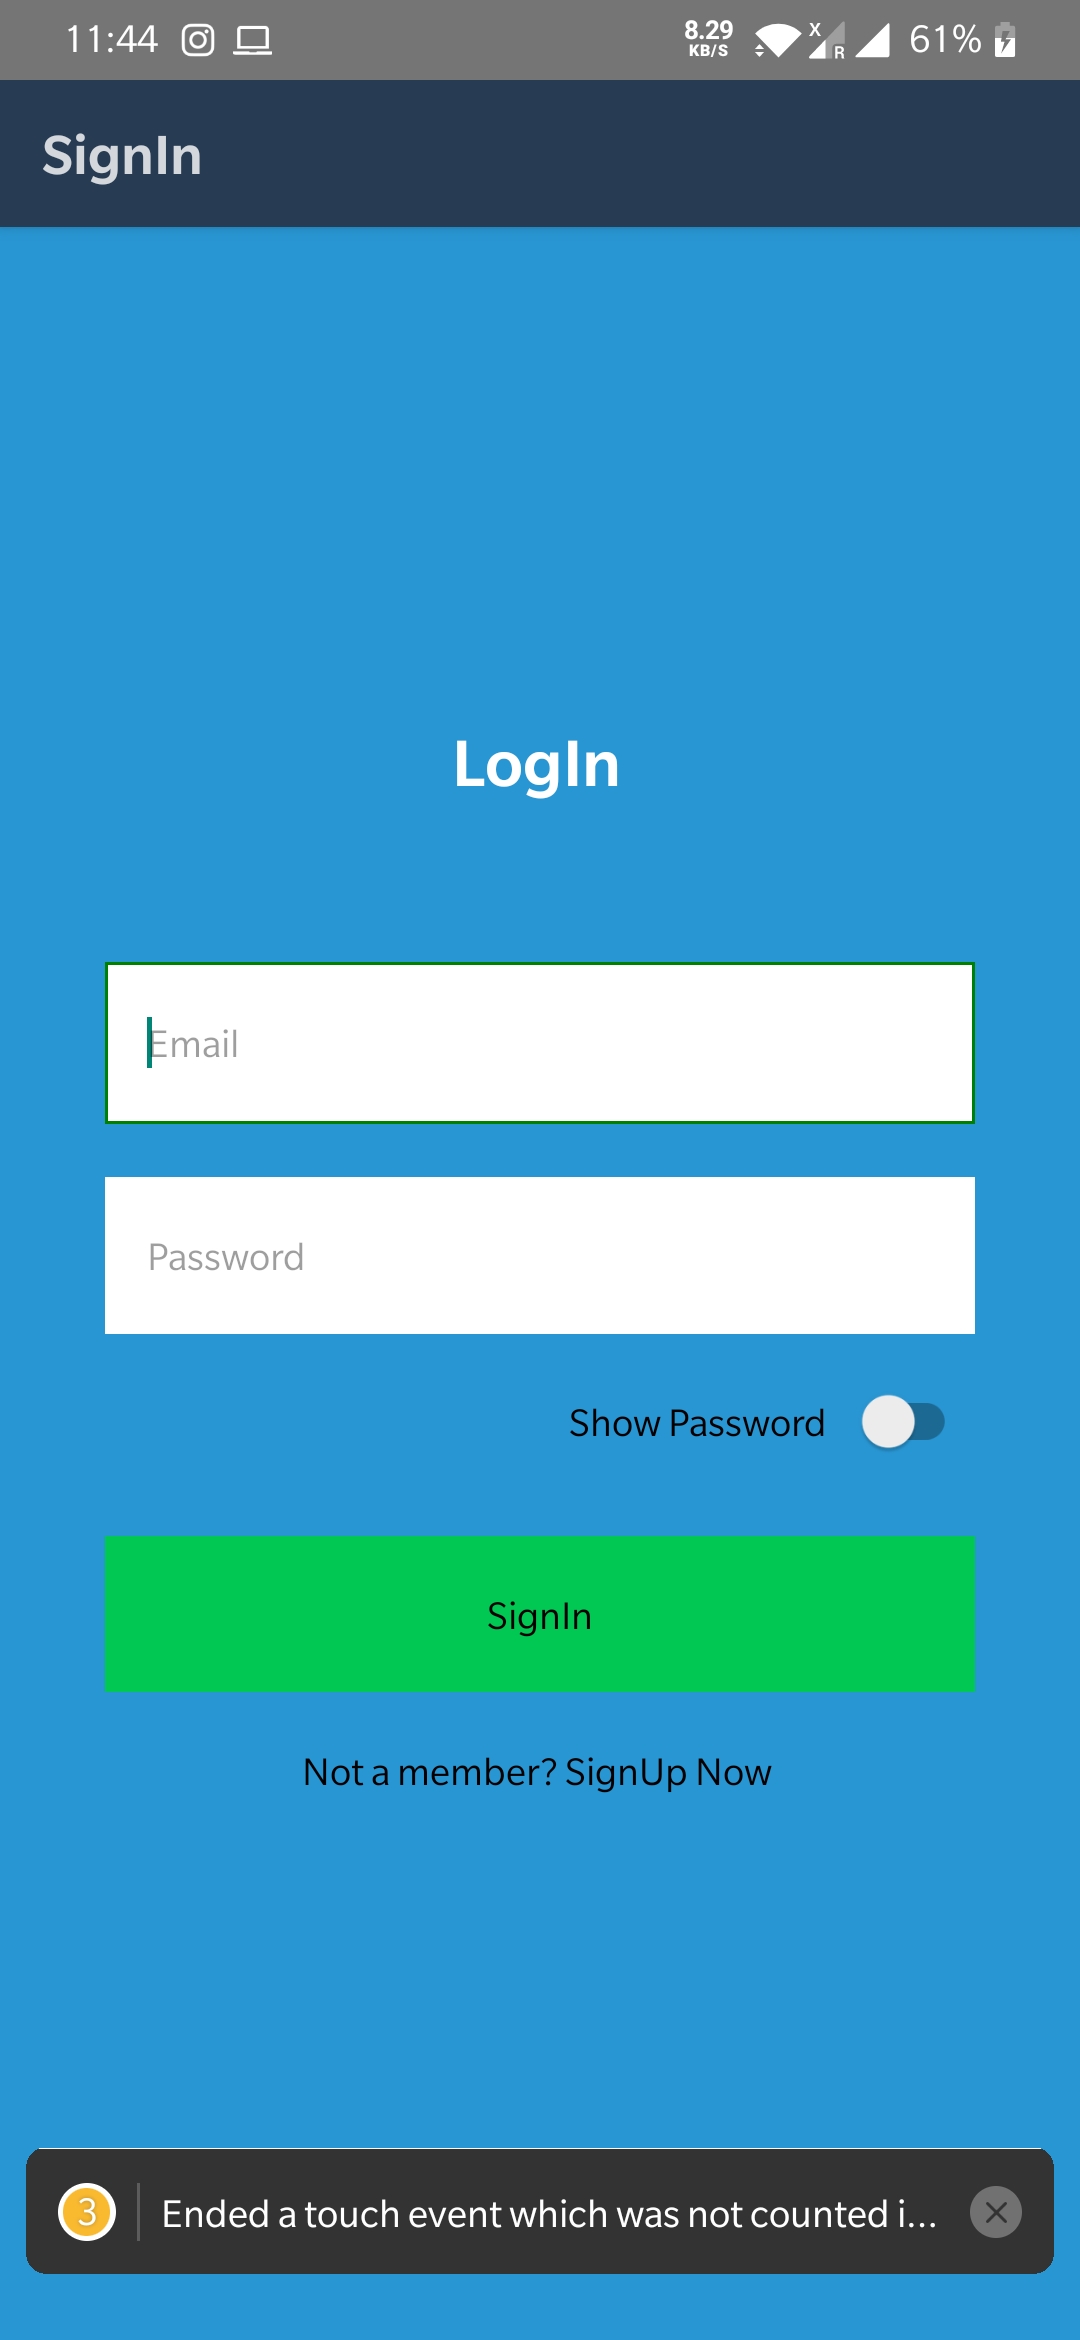 11:44
8.29
KB/S
X
R
61%
SignIn
LogIn
Email
Password
Show Password
SignIn
Not a member? SignUp Now
3
Ended a touch event which was not counted i...